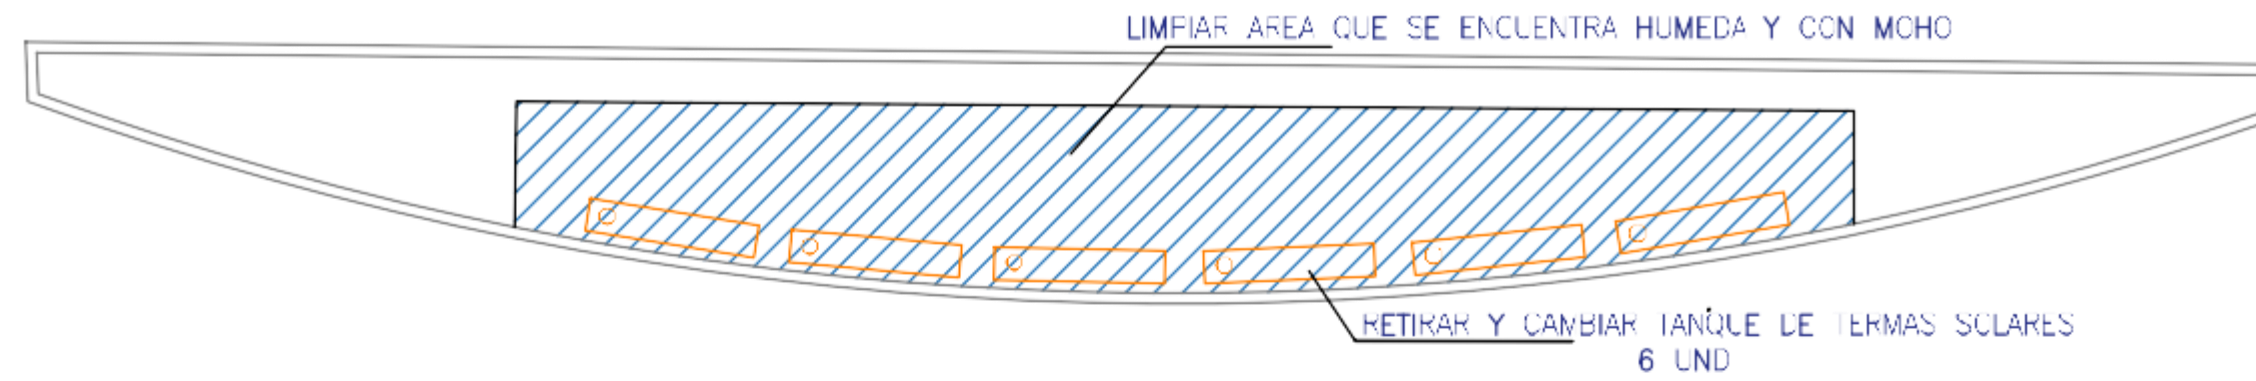 LIMPIAR AREA QUE SE ENCUENTRA HUMEDA Y CON MOHO
RETIRAR Y CAMBIAR TANQUE DE TERMAS SOLARES
6 UND